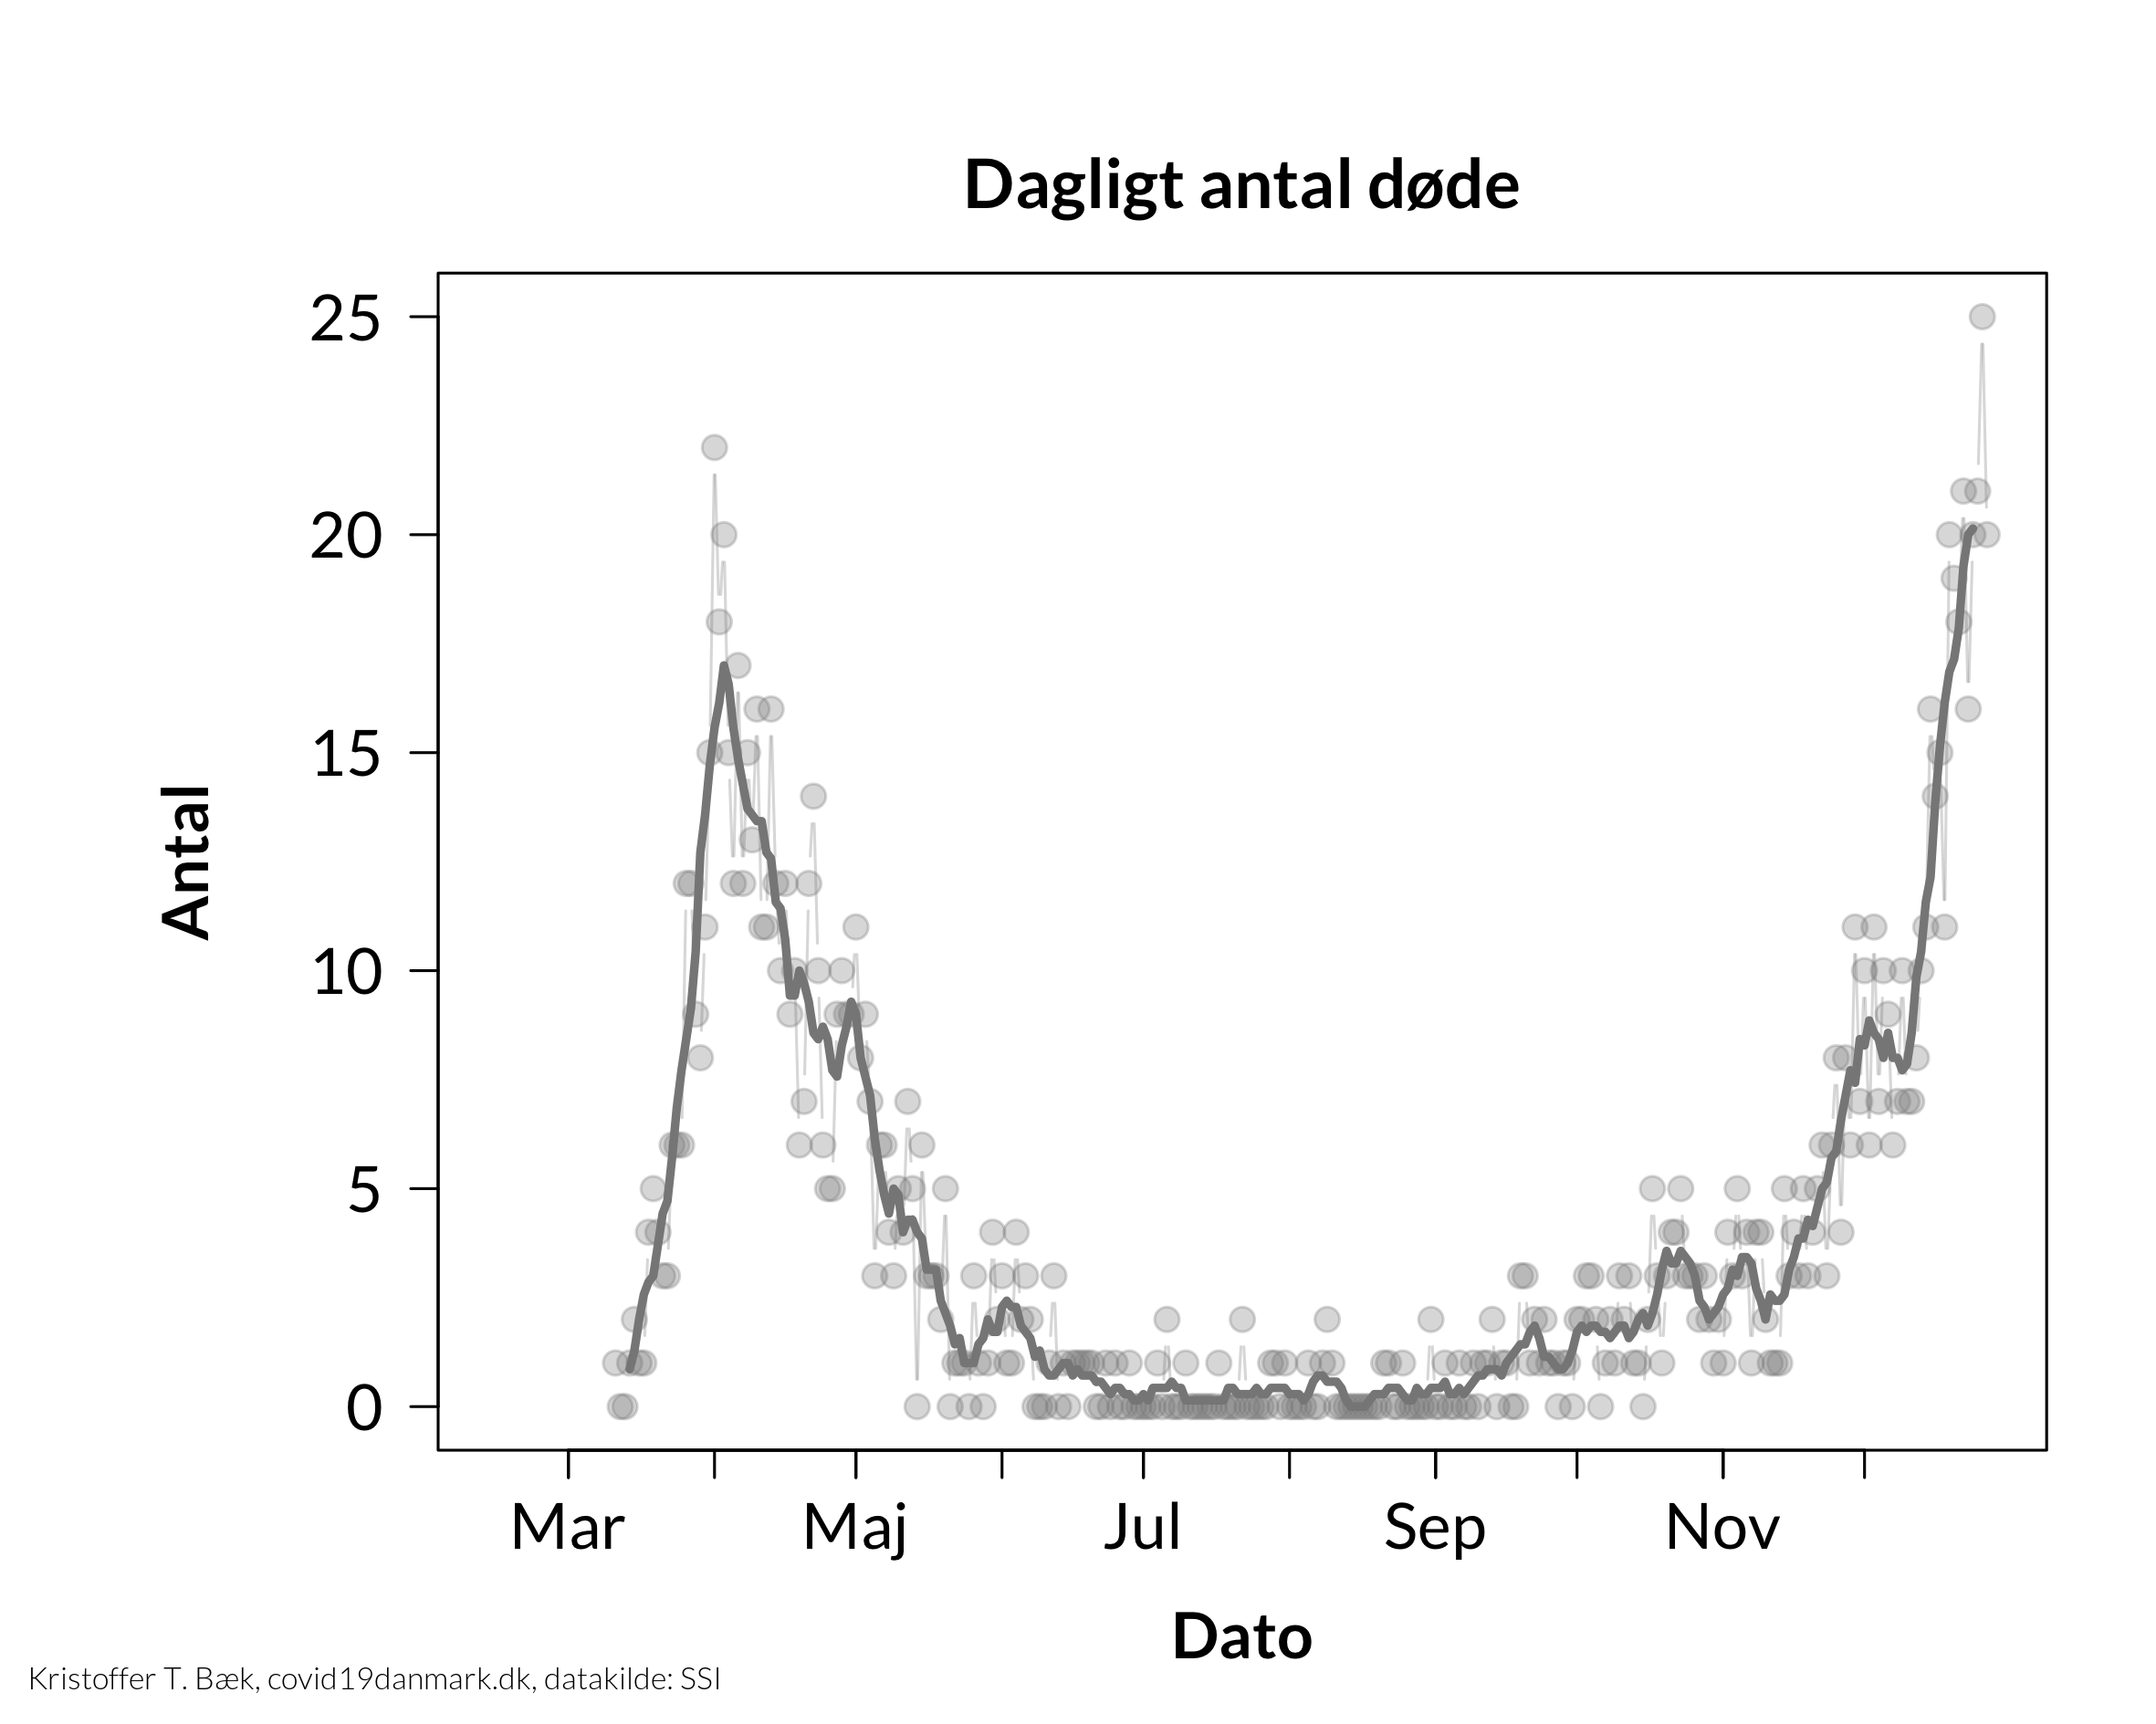 Dagligt antal døde
25
20
15
10
5
0
Antal
Mar Maj Jul Sep Nov
Dato
Kristoffer T. Bæk, covid19danmark.dk, datakilde: SSI